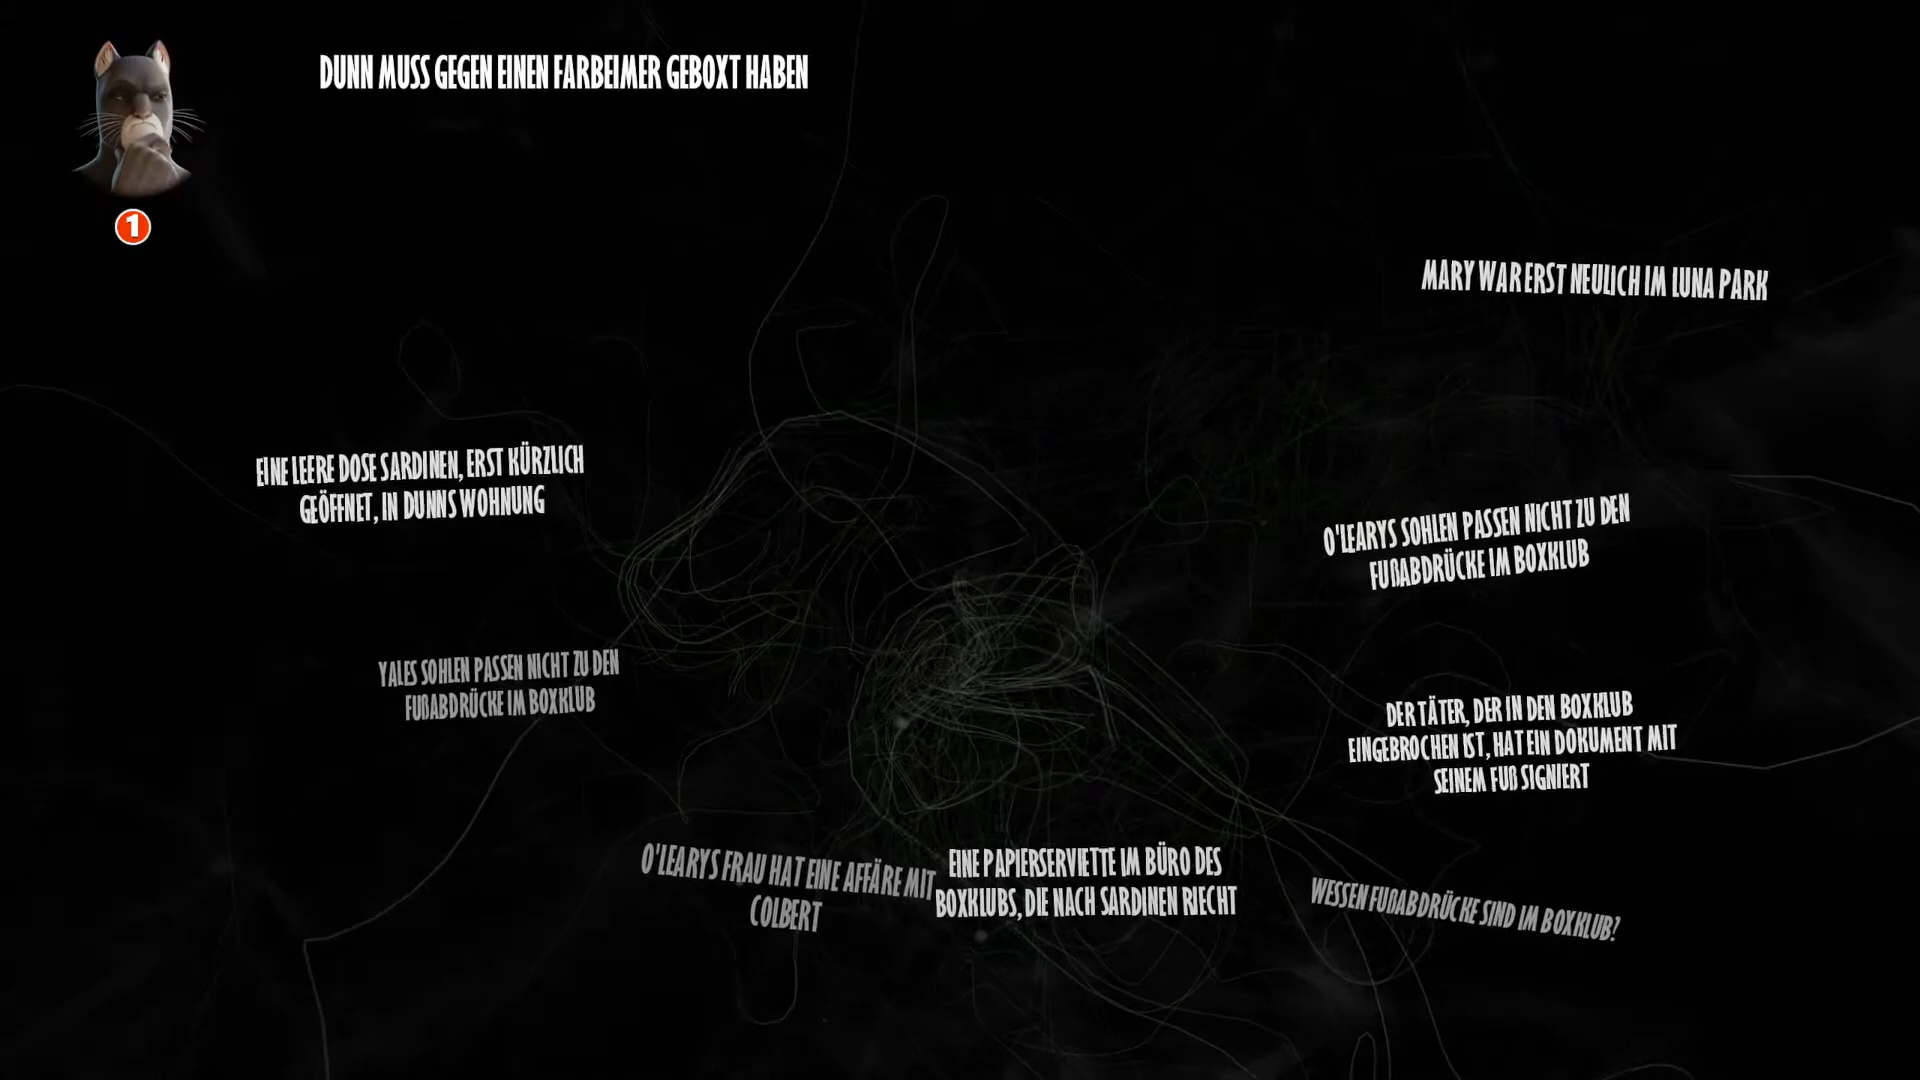 DUNN MUSS GEGEN EINEN FARBEIMER GEBOXT HABEN
1
MARY WAR ERST NEULICH IM LUNA PARK
EINE LEERE DOSE SARDINEN, ERST KÜRZLICH
GEÖFFNET, IN DUNNS WOHNUNG
O'LEARYS SOHLEN PASSEN NICHT ZU DEN
FUßABDRÜCKE IM BOXKLUB
YALES SOHLEN PASSEN NICHT ZU DEN
FUßABDRÜCKE IM BOXKLUB
DER TÄTER, DER IN DEN BOXKLUB
EINGEBROCHEN IST, HAT EIN DOKUMENT MIT
SEINEM FUß SIGNIERT
O'LEARYS FRAU HAT EINE AFFÄRE MIT
COLBERT
EINE PAPIERSERVIETTE IM BÜRO DES
BOXKLUBS, DIE NACH SARDINEN RIECHT
WESSEN FUßABDRÜCKE SIND IM BOXKLUB?